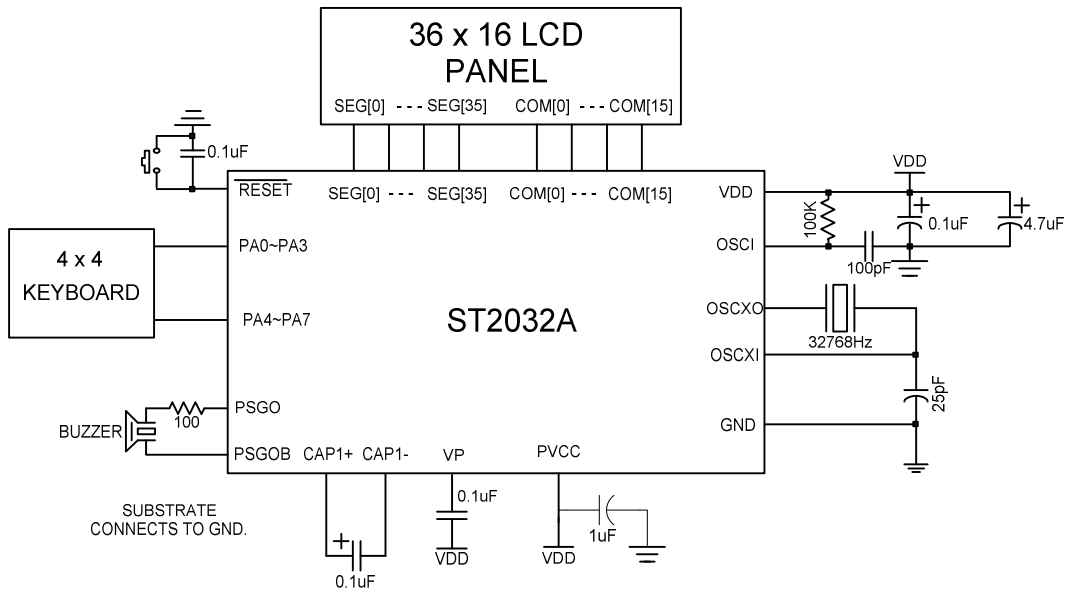 36 x 16 LCD
PANEL
SEG[0] --- SEG[35] COM[0] --- COM[15]
0.1uF
RESET
SEG[0] --- SEG[35] COM[0] --- COM[15]
VDD
VDD
100K
+
0.1uF
+
4.7uF
PA0~PA3
OSCI
100pF
4 x 4
KEYBOARD
PA4~PA7
ST2032A
OSCXO
32768Hz
OSCXI
25pF
GND
PSGO
100
BUZZER
PSGOB
CAP1+ CAP1- VP PVCC
SUBSTRATE
CONNECTS TO GND.
+
0.1uF
0.1uF
VDD
1uF
VDD